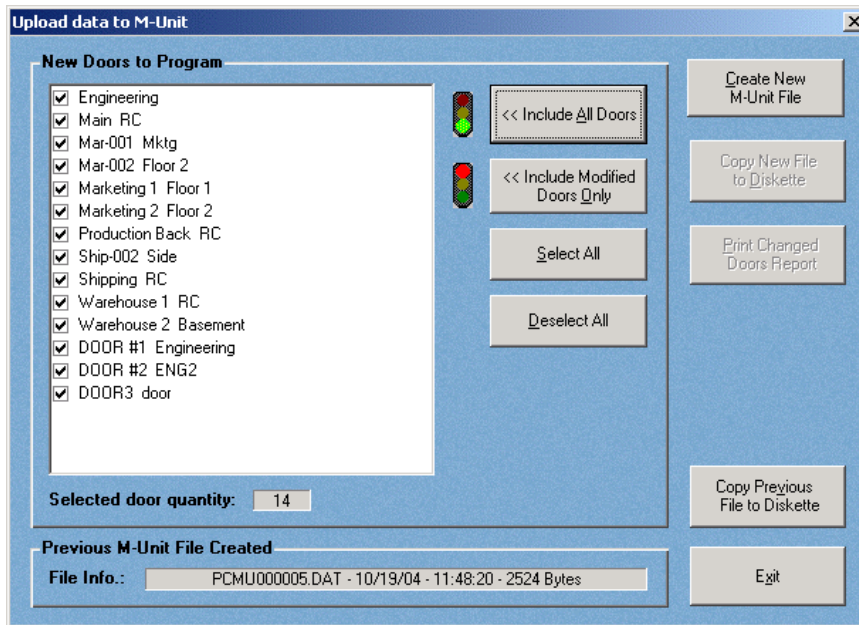 Upload data to M-Unit
New Doors to Program
Engineering
Main RC
Mar-001 Mktg
Mar-002 Floor 2
Marketing 1 Floor 1
Marketing 2 Floor 2
Production Back RC
Ship-002 Side
Shipping RC
Warehouse 1 RC
Warehouse 2 Basement
DOOR #1 Engineering
DOOR #2 ENG2
DOOR3 door
Selected door quantity: 14
<< Include All Doors
<< Include Modified
Doors Only
Select All
Deselect All
Create New
M-Unit File
Copy New File
to Diskette
Print Changed
Doors Report
Copy Previous
File to Diskette
Previous M-Unit File Created
File Info.: PCMU000005.DAT - 10/19/04 - 11:48:20 - 2524 Bytes
Exit